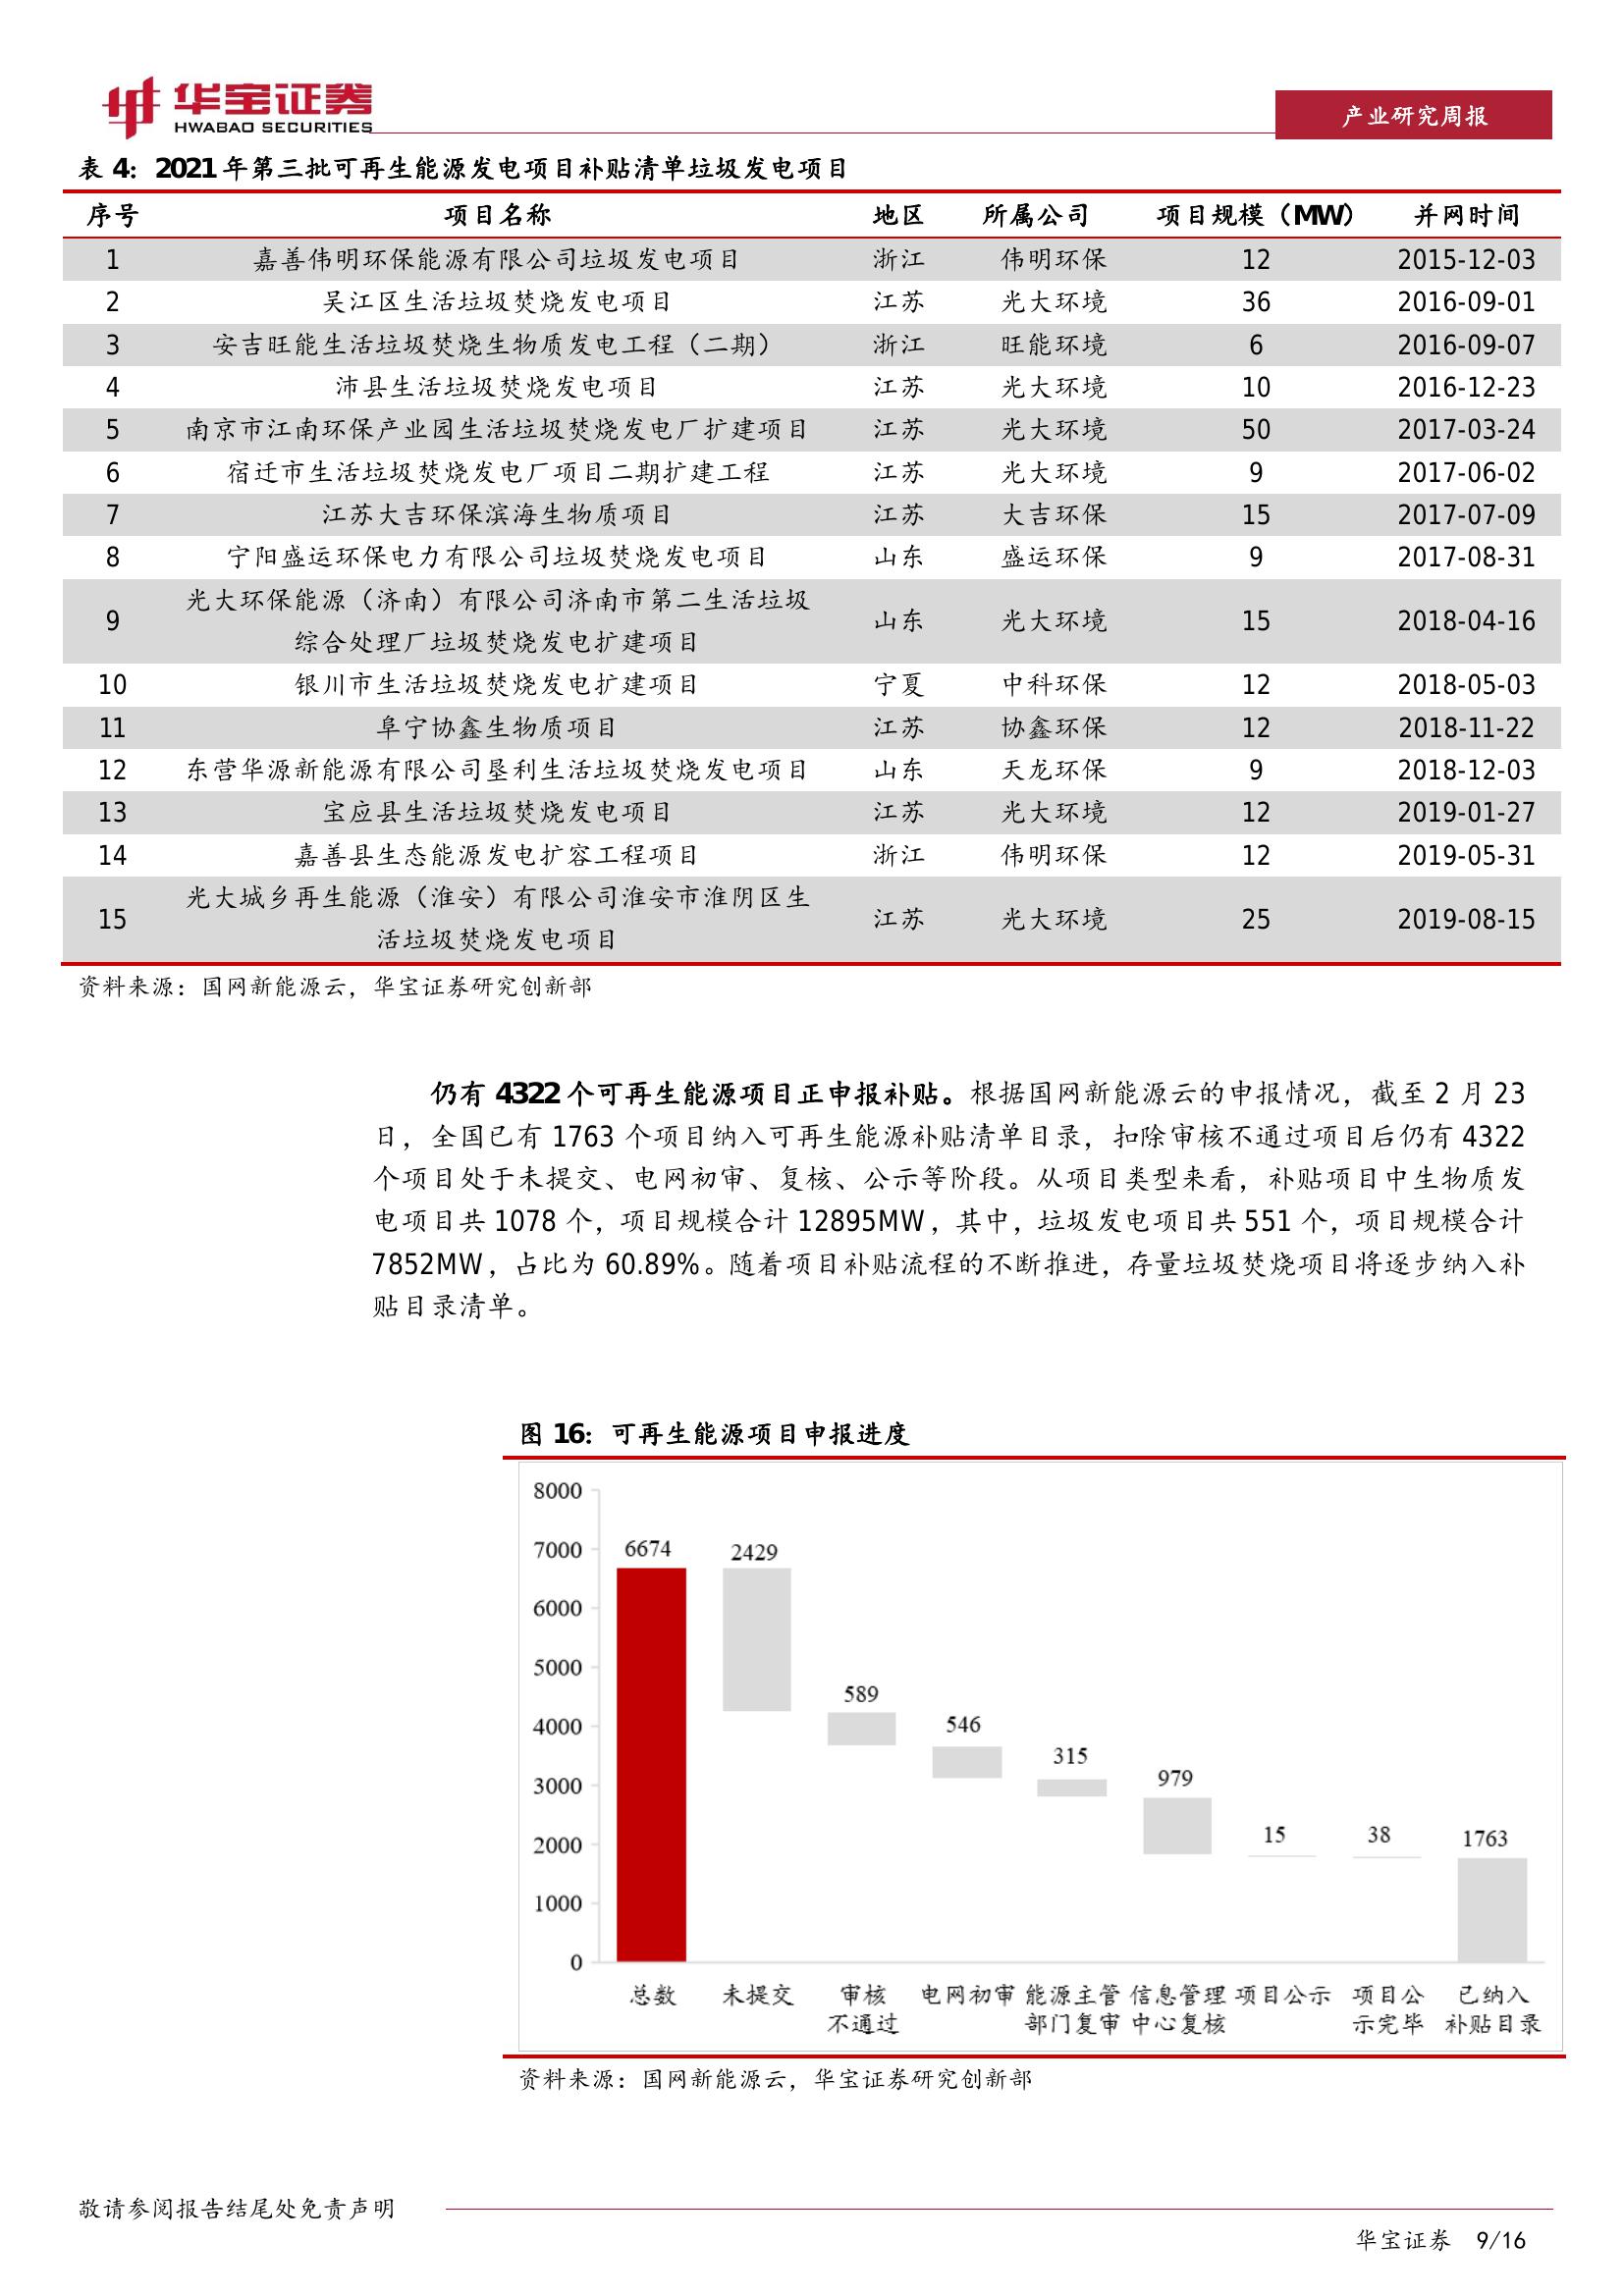 华宝证券
HWABAO SECURITIES
产业研究周报
表 4：2021 年第三批可再生能源发电项目补贴清单垃圾发电项目
序号 项目名称 地区 所属公司 项目规模（MW） 并网时间
1 嘉善伟明环保能源有限公司垃圾发电项目 浙江 伟明环保 12 2015-12-03
2 吴江区生活垃圾焚烧发电项目 江苏 光大环境 36 2016-09-01
3 安吉旺能生活垃圾焚烧生物质发电工程（二期） 浙江 旺能环境 6 2016-09-07
4 沛县生活垃圾焚烧发电项目 江苏 光大环境 10 2016-12-23
5 南京市江南环保产业园生活垃圾焚烧发电厂扩建项目 江苏 光大环境 50 2017-03-24
6 宿迁市生活垃圾焚烧发电厂项目二期扩建工程 江苏 光大环境 9 2017-06-02
7 江苏大吉环保滨海生物质项目 江苏 大吉环保 15 2017-07-09
8 宁阳盛运环保电力有限公司垃圾焚烧发电项目 山东 盛运环保 9 2017-08-31
9 光大环保能源（济南）有限公司济南市第二生活垃圾
综合处理厂垃圾焚烧发电扩建项目 山东 光大环境 15 2018-04-16
10 银川市生活垃圾焚烧发电扩建项目 宁夏 中科环保 12 2018-05-03
11 阜宁协鑫生物质项目 江苏 协鑫环保 12 2018-11-22
12 东营华源新能源有限公司垦利生活垃圾焚烧发电项目 山东 天龙环保 9 2018-12-03
13 宝应县生活垃圾焚烧发电项目 江苏 光大环境 12 2019-01-27
14 嘉善县生态能源发电扩容工程项目 浙江 伟明环保 12 2019-05-31
15 光大城乡再生能源（淮安）有限公司淮安市淮阴区生
活垃圾焚烧发电项目 江苏 光大环境 25 2019-08-15
资料来源：国网新能源云，华宝证券研究创新部
仍有 4322 个可再生能源项目正申报补贴。根据国网新能源云的申报情况，截至 2 月 23
日，全国已有 1763 个项目纳入可再生能源补贴清单目录，扣除审核不通过项目后仍有 4322
个项目处于未提交、电网初审、复核、公示等阶段。从项目类型来看，补贴项目中生物质发
电项目共 1078 个，项目规模合计 12895MW，其中，垃圾发电项目共 551 个，项目规模合计
7852MW，占比为 60.89%。随着项目补贴流程的不断推进，存量垃圾焚烧项目将逐步纳入补
贴目录清单。
图 16：可再生能源项目申报进度
8000
7000
6000
5000
4000
3000
2000
1000
0
6674
2429
589
546
315
979
15
38
1763
总数 未提交 审核 电网初审 能源主管 信息管理 项目公示 项目公 已纳入
不通过 部门复审 中心复核 示完毕 补贴目录
资料来源：国网新能源云，华宝证券研究创新部
敬请参阅报告结尾处免责声明
华宝证券 9/16